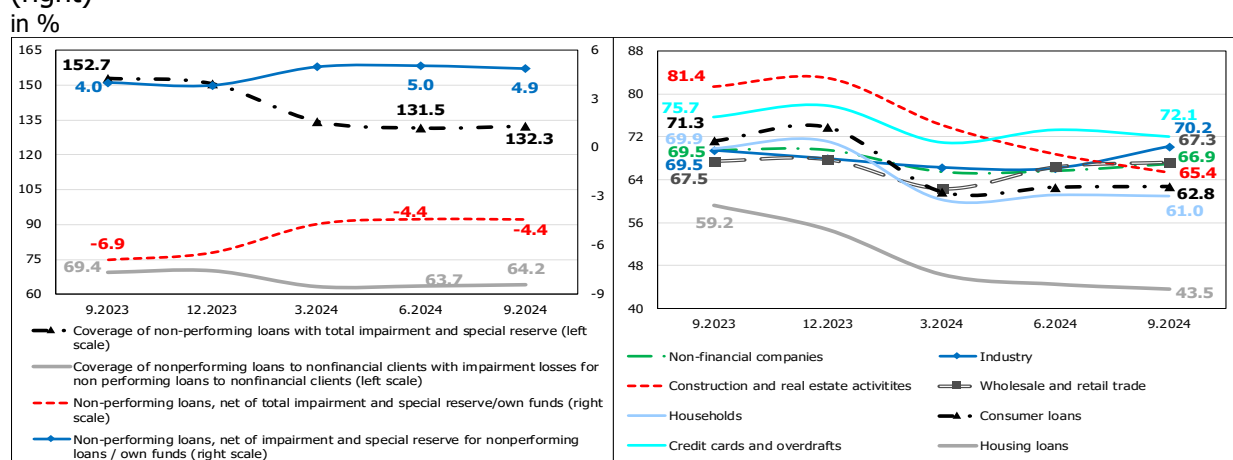 (right)
in %
165
150
135
120
105
90
75
60
6
3
0
-3
-6
-9
152.7
4.0
5.0
4.9
131.5
132.3
-6.9
-4.4
-4.4
69.4
63.7
64.2
9.2023 12.2023 3.2024 6.2024 9.2024
Coverage of non-performing loans with total impairment and special reserve (left
scale)
Coverage of nonperforming loans to nonfinancial clients with impairment losses for
non performing loans to nonfinancial clients (left scale)
Non-performing loans, net of total impairment and special reserve/own funds (right
scale)
Non-performing loans, net of impairment and special reserve for nonperforming
loans / own funds (right scale)
88
80
72
64
56
48
40
81.4
75.7
71.3
69.9
69.5
69.5
67.5
59.2
72.1
70.2
67.3
66.9
65.4
62.8
61.0
43.5
9.2023 12.2023 3.2024 6.2024 9.2024
Non-financial companies
Industry
Construction and real estate activitites
Wholesale and retail trade
Households
Consumer loans
Credit cards and overdrafts
Housing loans